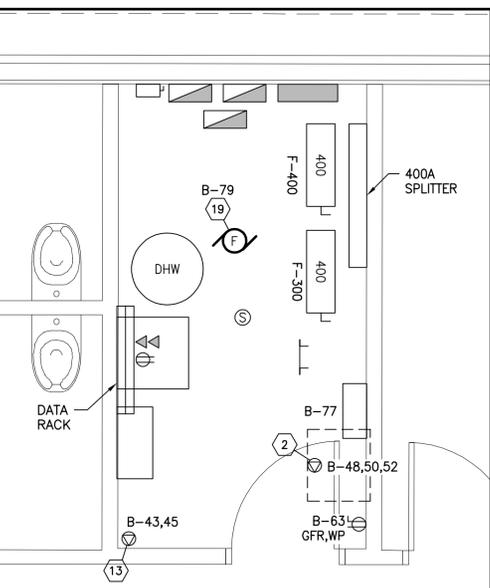 400
F-400
400A
SPLITTER
B-79
19
F
DHW
400
F-300
S
DATA
RACK
B-77
2
B-48,50,52
B-43,45
B-63
GFR,WP
13